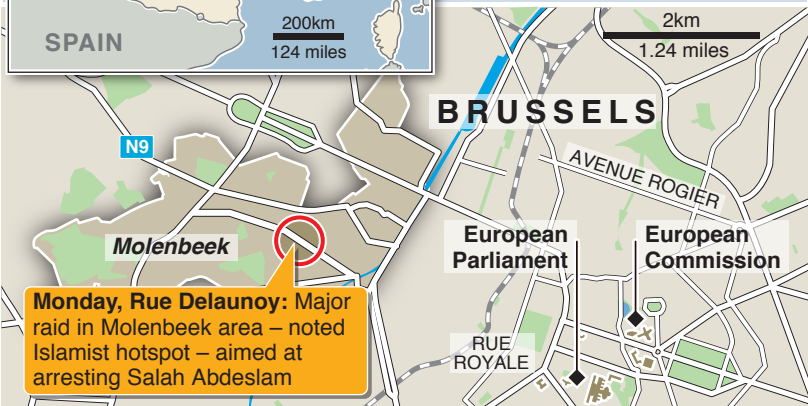 SPAIN
200km
124 miles
2km
1.24 miles
BRUSSELS
N9
AVENUE ROGIER
Molenbeek
European
Parliament
European
Commission
Monday, Rue Delaunoy: Major
raid in Molenbeek area – noted
Islamist hotspot – aimed at
arresting Salah Abdeslam
RUE
ROYALE